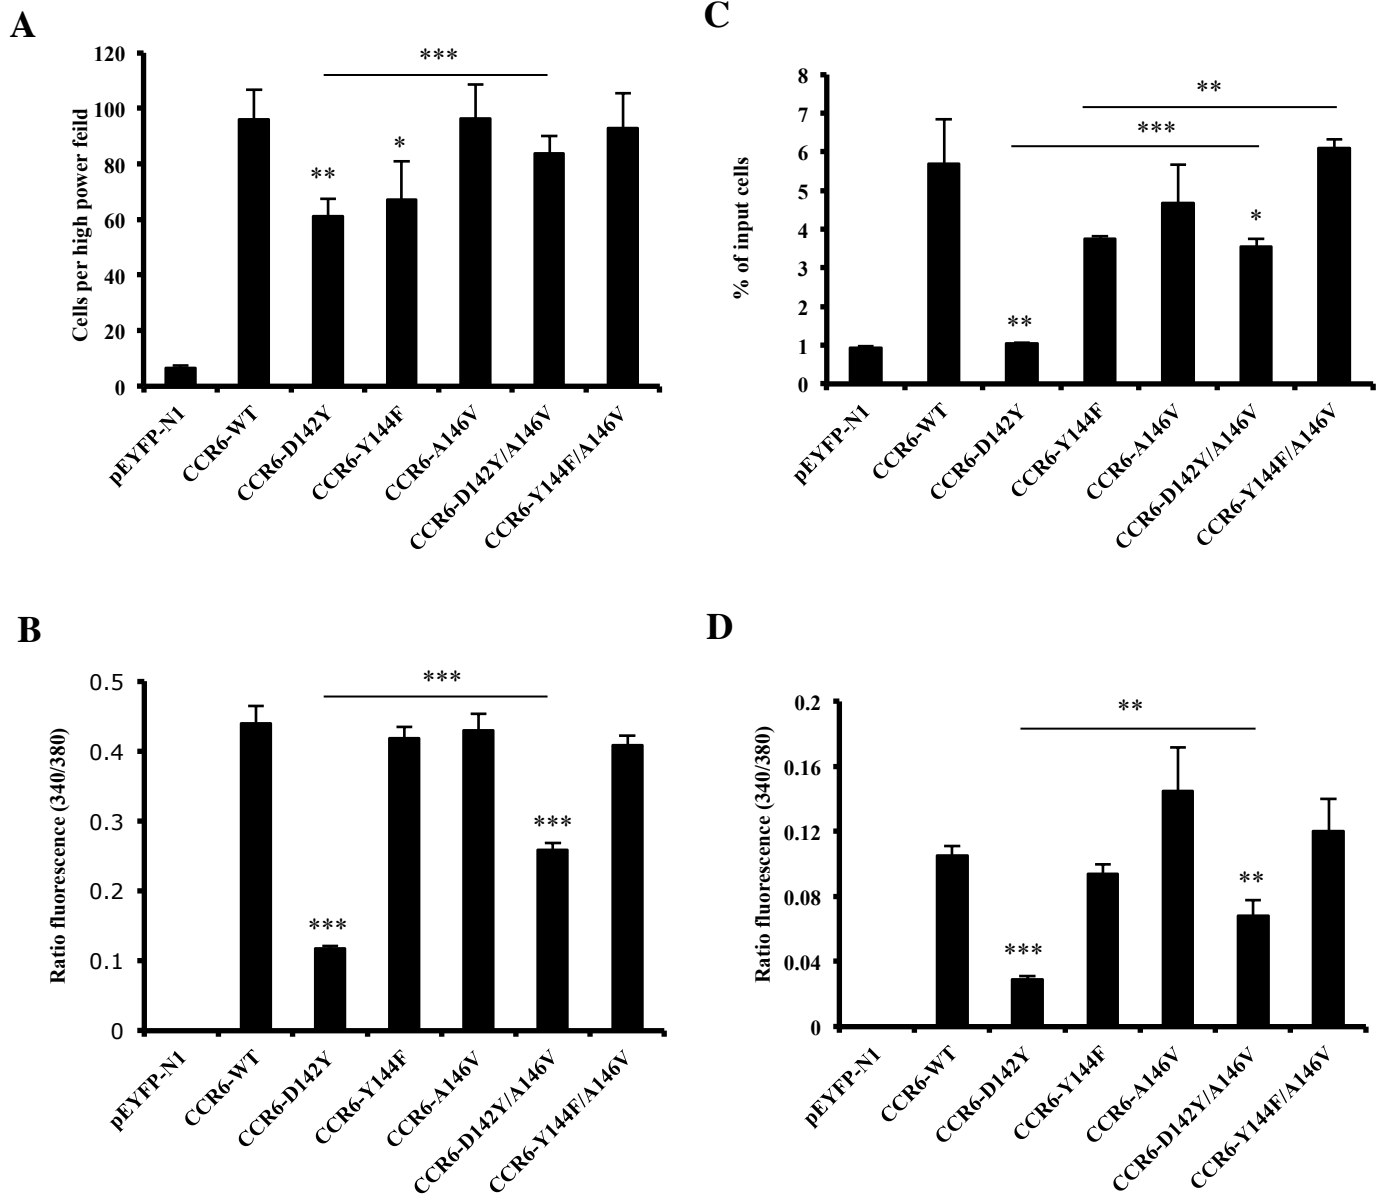 A
Cells per high power feild
120
100
80
60
40
20
0
***
**
*
pEYFP-N1
CCR6-WT
CCR6-D142Y
CCR6-Y144F
CCR6-A146V
CCR6-D142Y/A146V
CCR6-Y144F/A146V
C
% of input cells
8
7
6
5
4
3
2
1
0
**
***
*
**
pEYFP-N1
CCR6-WT
CCR6-D142Y
CCR6-Y144F
CCR6-A146V
CCR6-D142Y/A146V
CCR6-Y144F/A146V
B
Ratio fluorescence (340/380)
0.5
0.4
0.3
0.2
0.1
0
***
***
***
pEYFP-N1
CCR6-WT
CCR6-D142Y
CCR6-Y144F
CCR6-A146V
CCR6-D142Y/A146V
CCR6-Y144F/A146V
D
Ratio fluorescence (340/380)
0.2
0.16
0.12
0.08
0.04
0
**
**
***
pEYFP-N1
CCR6-WT
CCR6-D142Y
CCR6-Y144F
CCR6-A146V
CCR6-D142Y/A146V
CCR6-Y144F/A146V